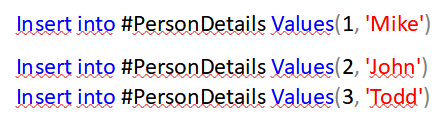 Insert into #PersonDetails Values(1, 'Mike')
Insert into #PersonDetails Values(2, 'John')
Insert into #PersonDetails Values(3, 'Todd')